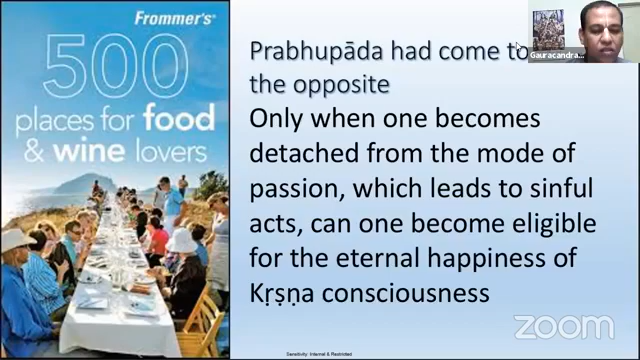 Frommer's®
500
places for food
& wine lovers
Prabhupāda had come to
the opposite
Only when one becomes
detached from the mode of
passion, which leads to sinful
acts, can one become eligible
for the eternal happiness of
Kṛṣṇa consciousness
Gauracandra...
Sensitivity: Internal & Restricted
zoom